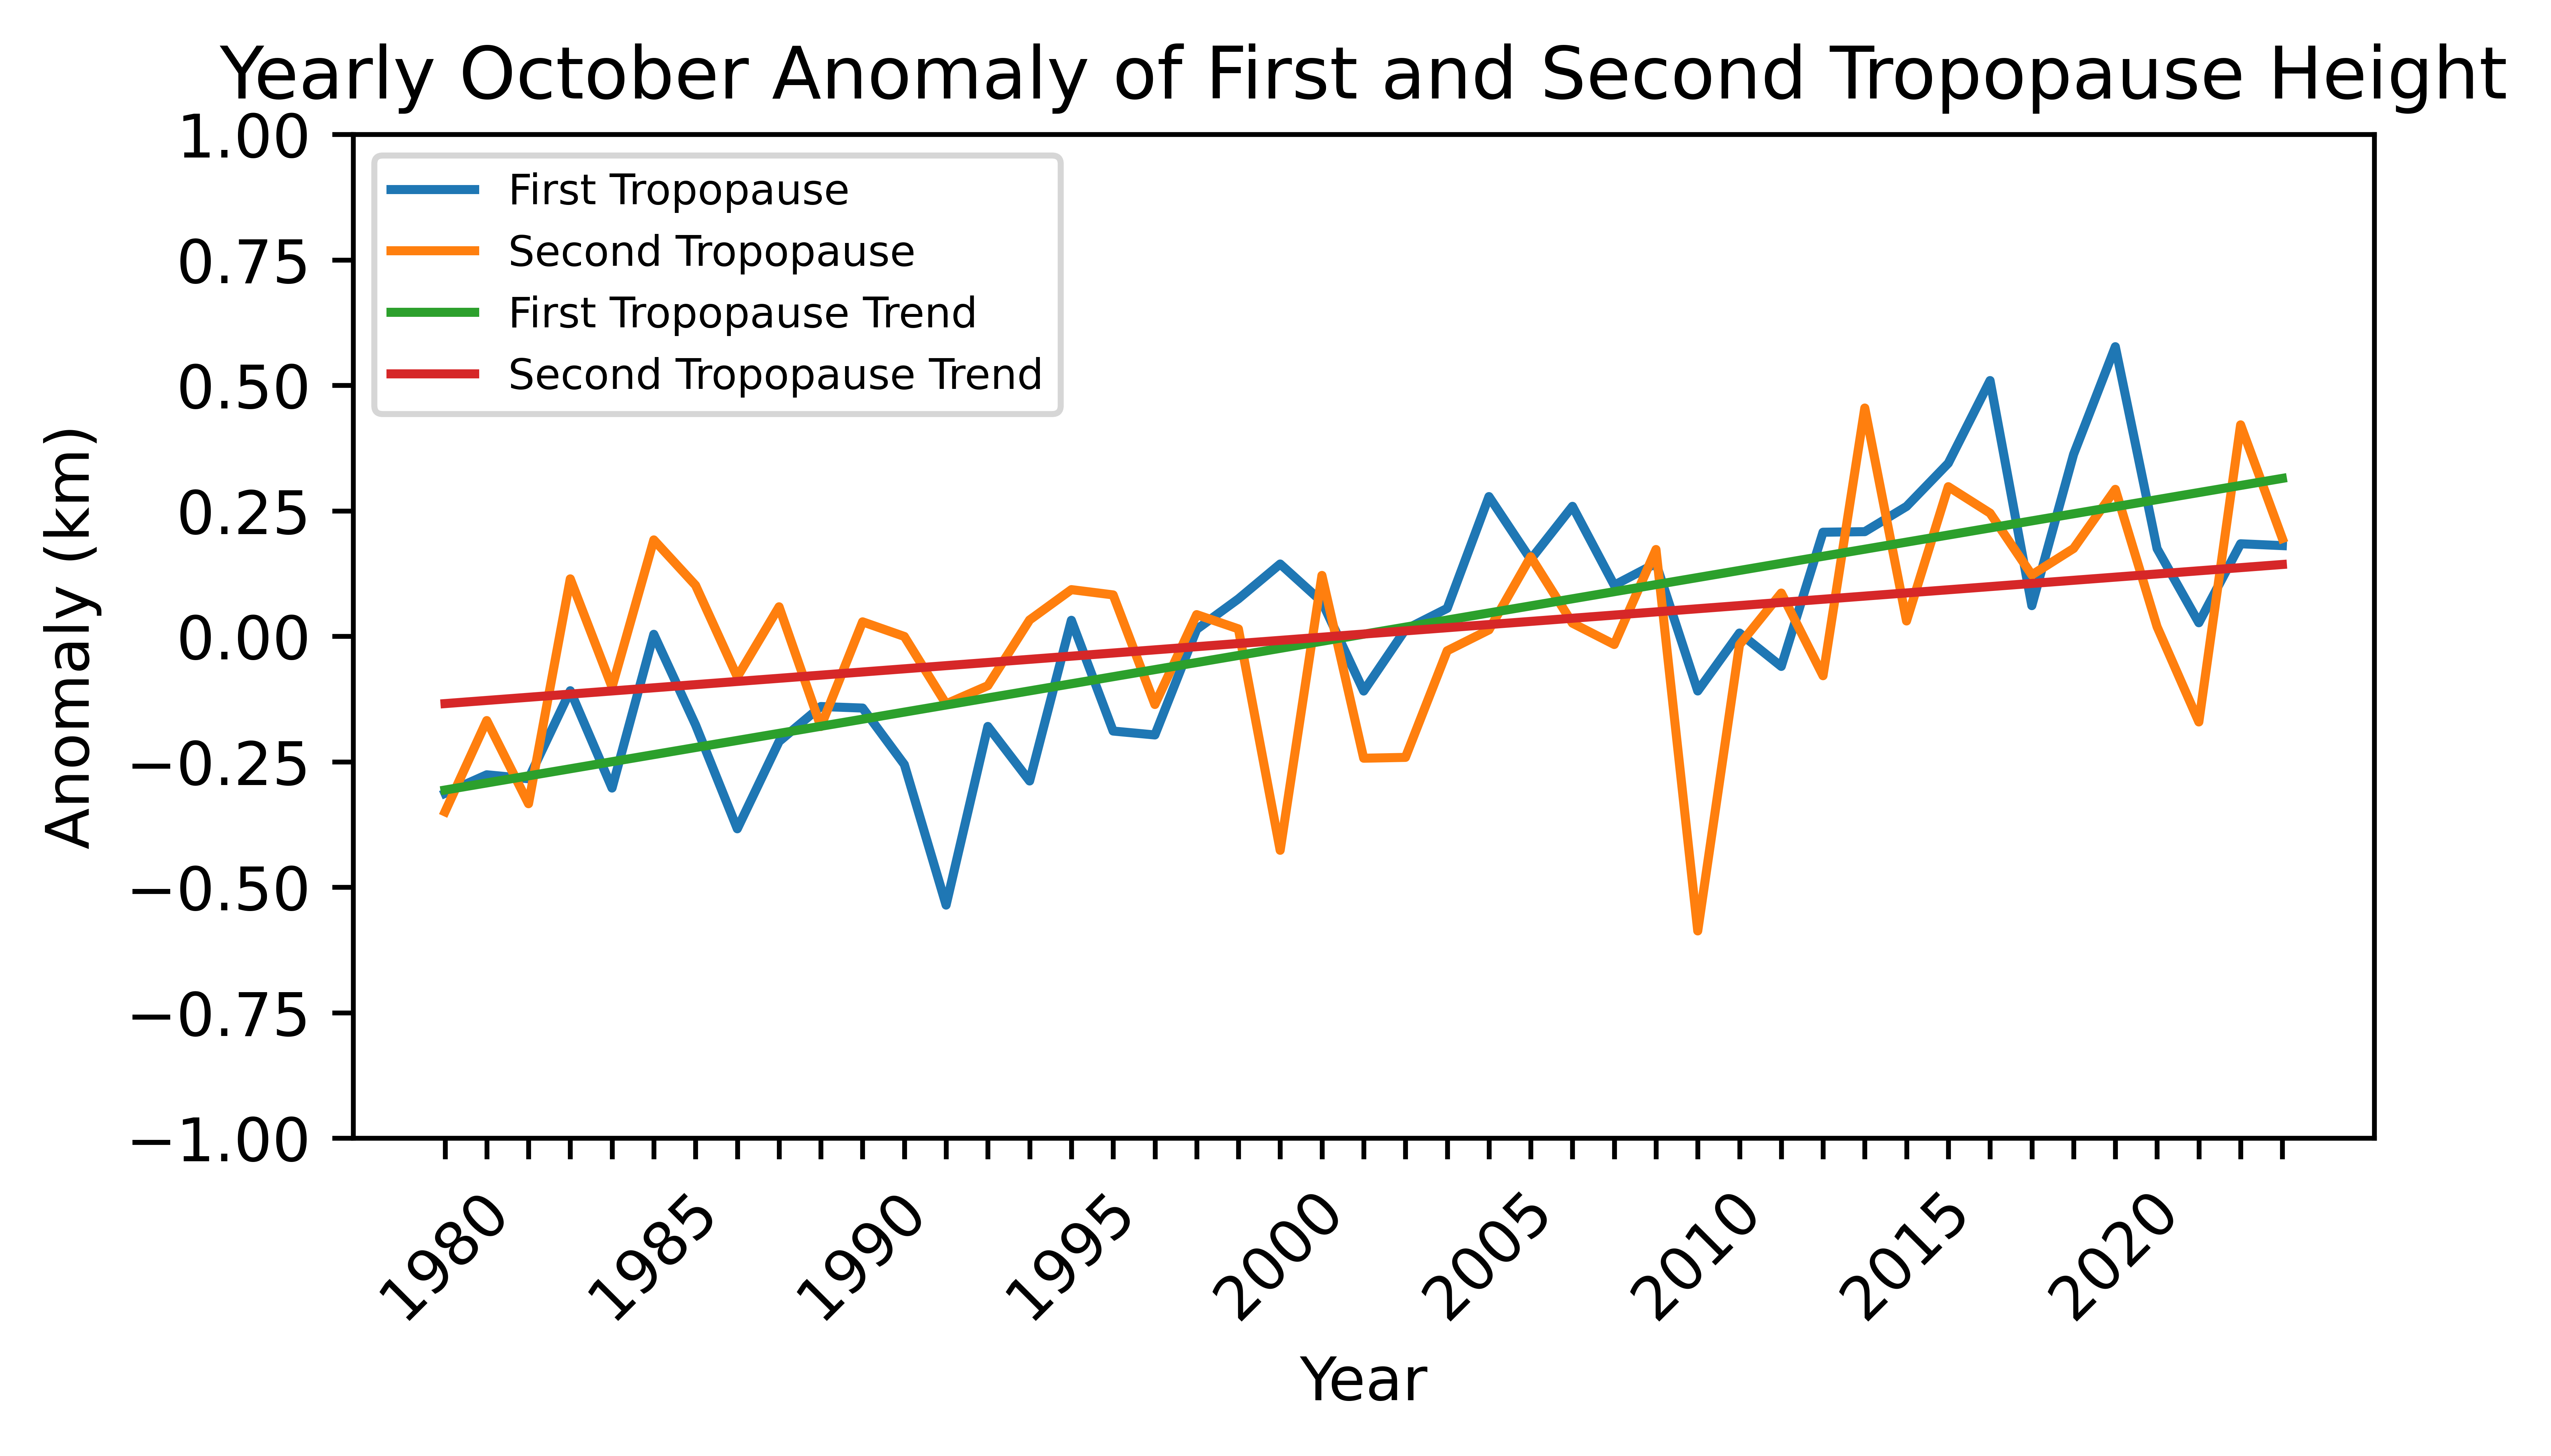 Yearly October Anomaly of First and Second Tropopause Height
First Tropopause
Second Tropopause
First Tropopause Trend
Second Tropopause Trend
Anomaly (km)
1.00
0.75
0.50
0.25
0.00
−0.25
−0.50
−0.75
−1.00
1980
1985
1990
1995
2000
2005
2010
2015
2020
Year